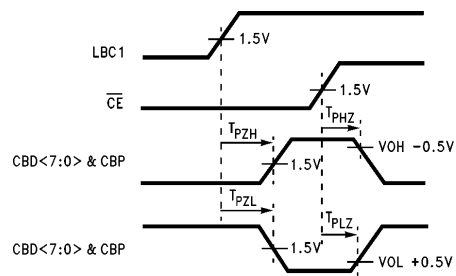 LBC1
1.5V
CE
1.5V
TPHZ
TPZH
VOH -0.5V
CBD<7:0> & CBP
1.5V
TPZL
TPLZ
CBD<7:0> & CBP
1.5V
VOL +0.5V